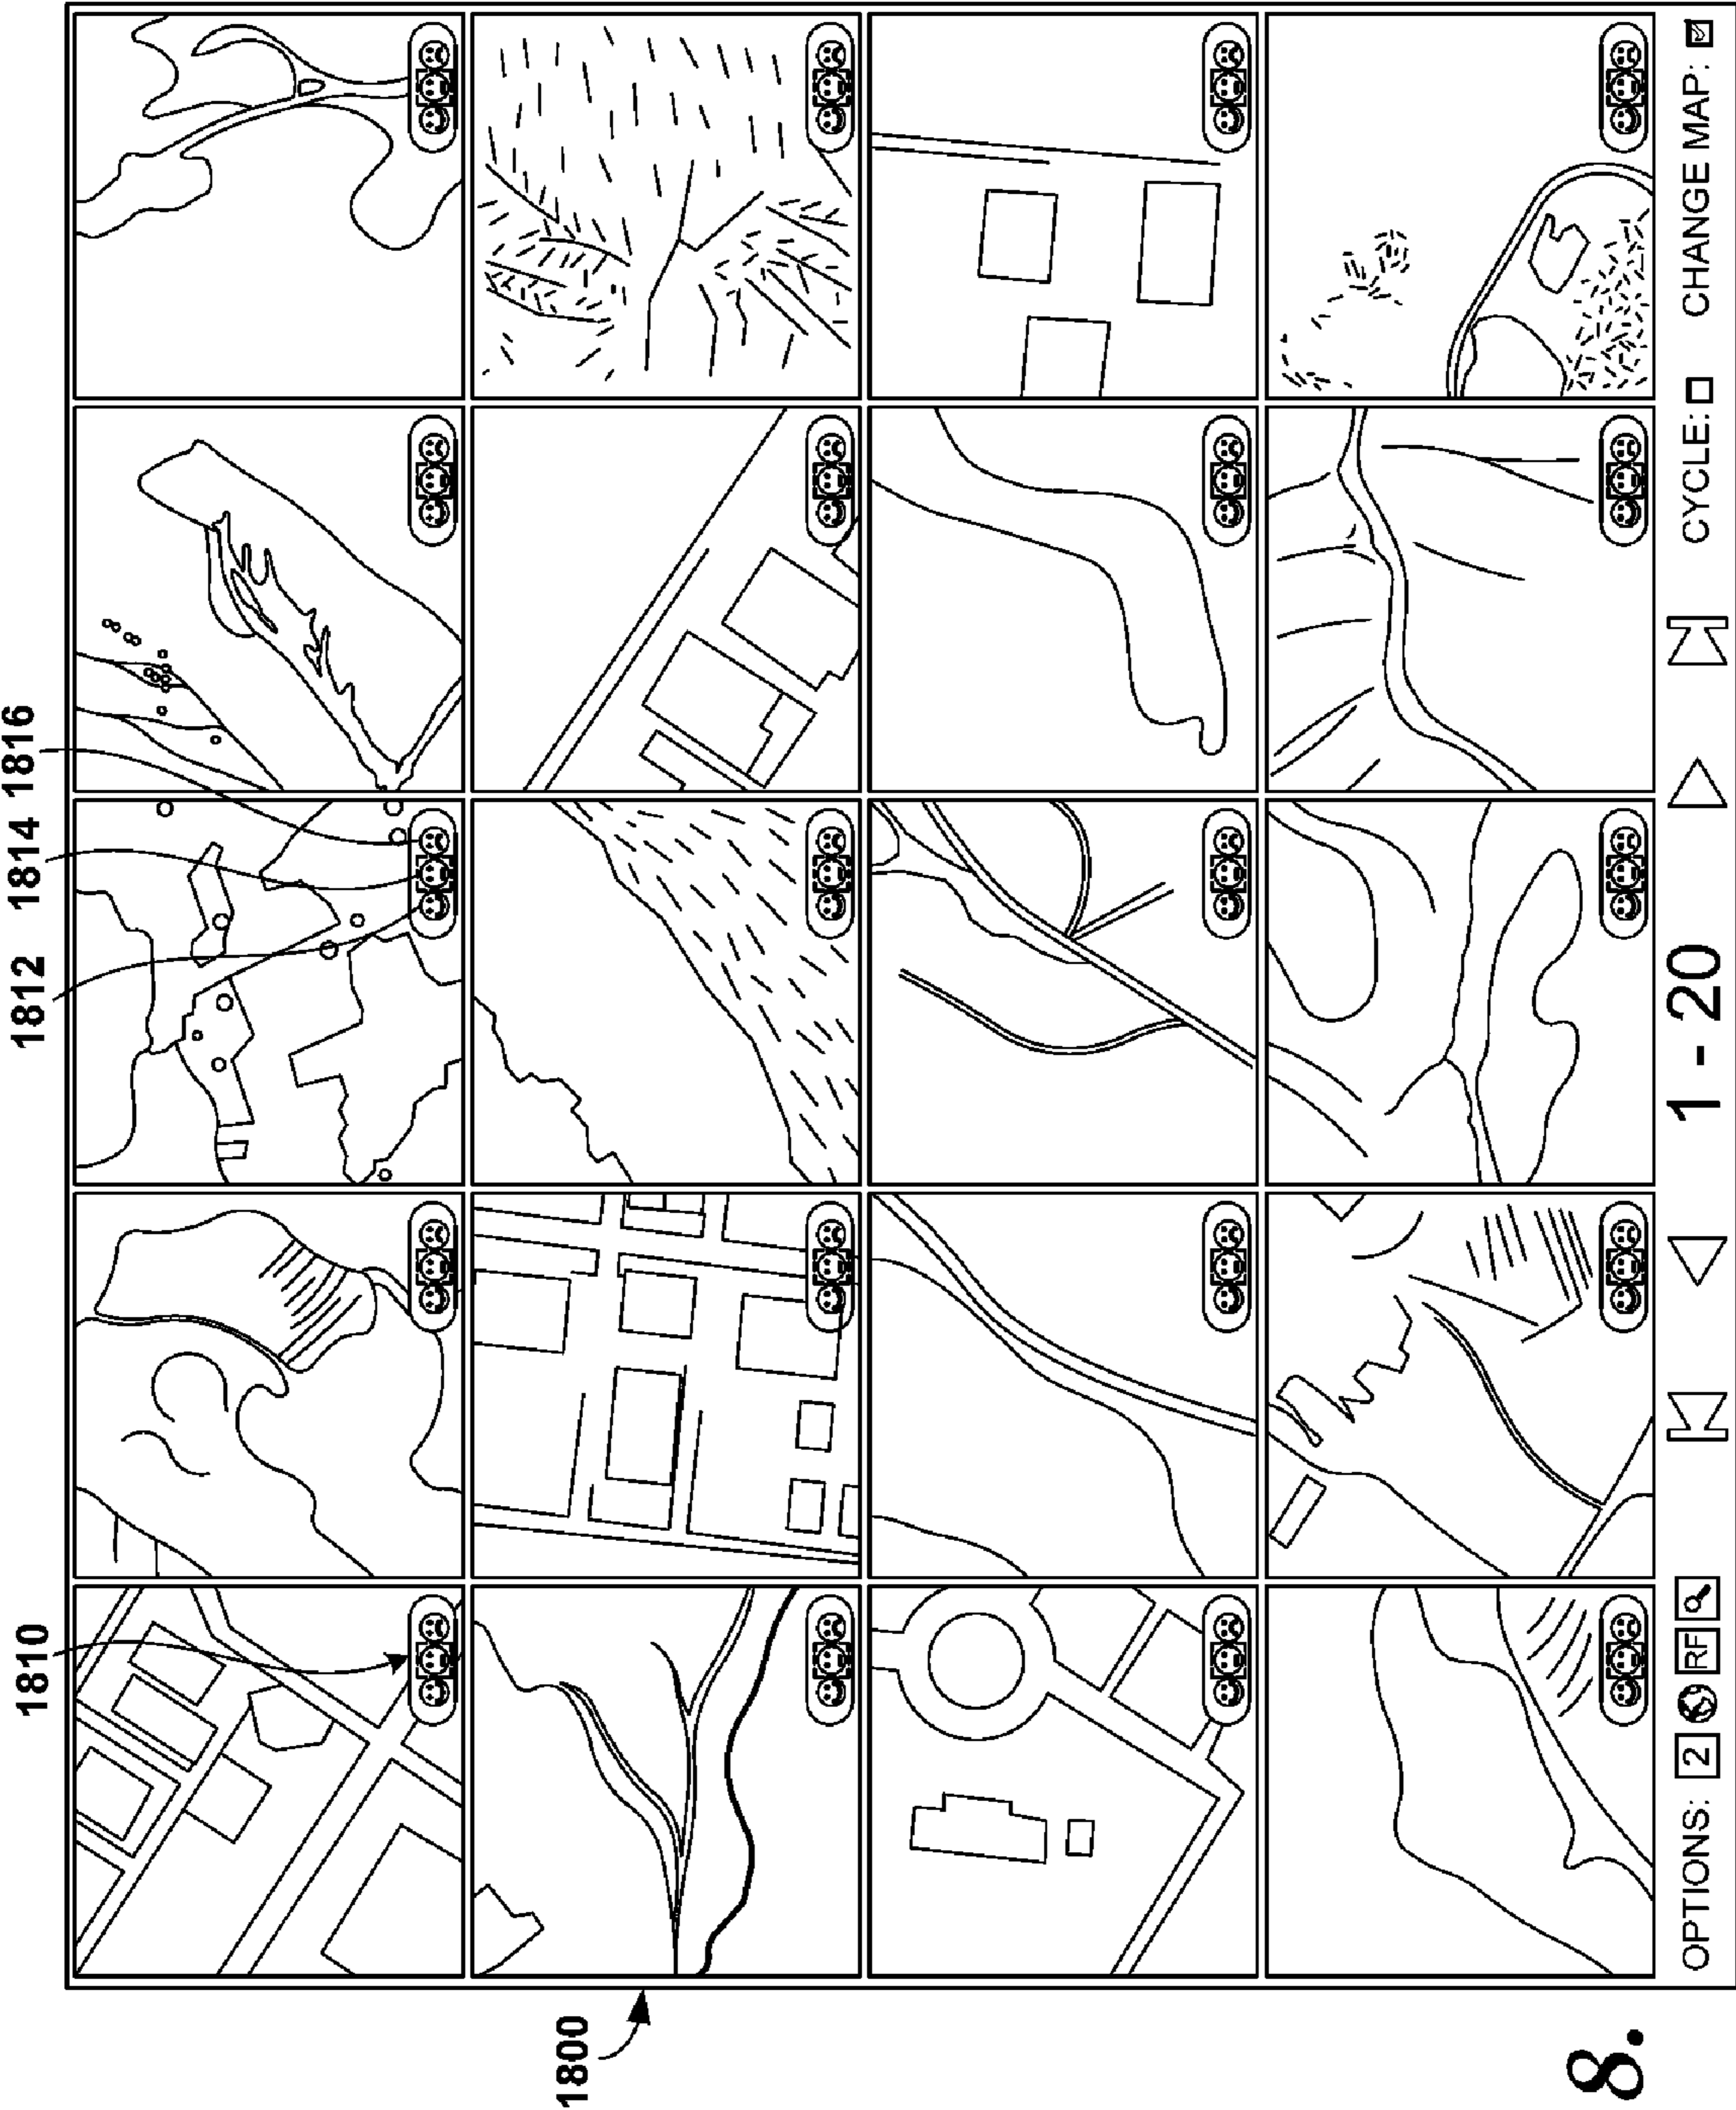 1810
1812
1814
1816
1800
OPTIONS: 2 RF
1 - 20
CYCLE:
CHANGE MAP:
8.